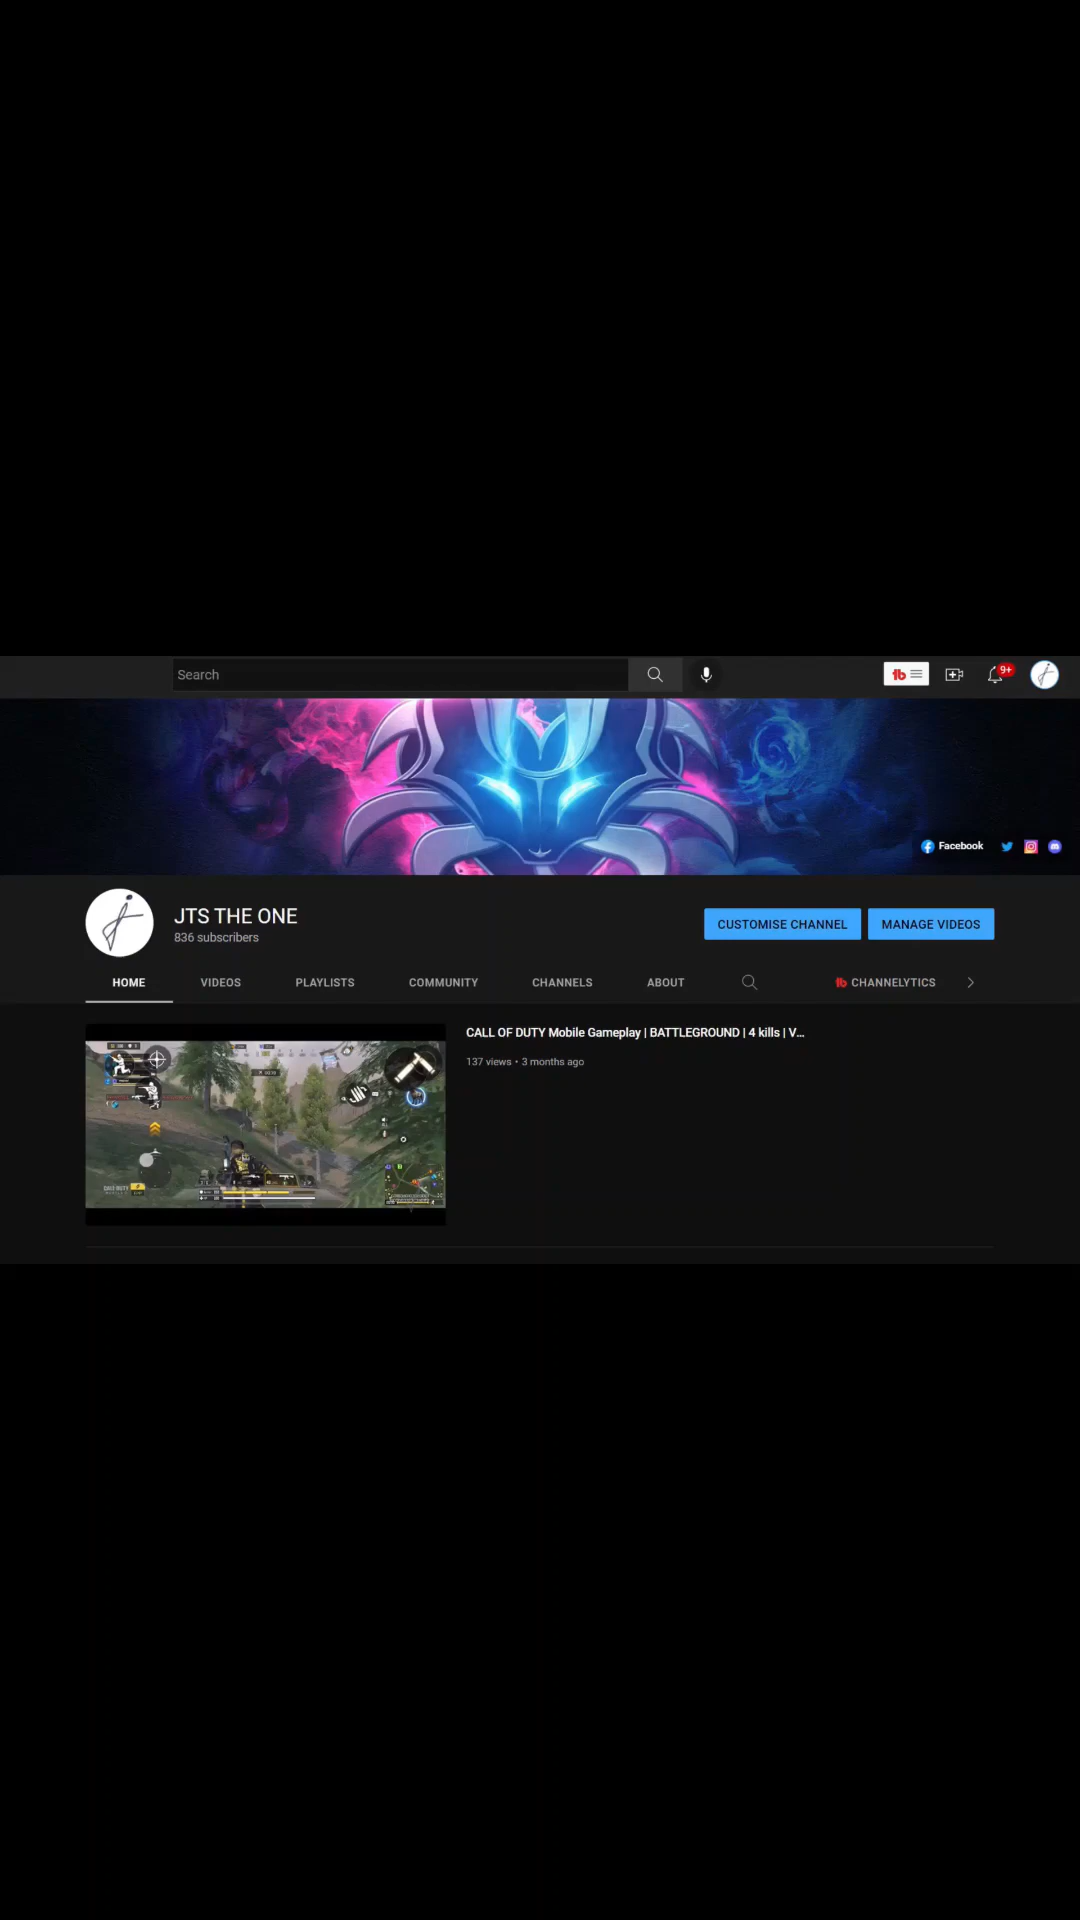 Search
9+
Facebook
JTS THE ONE
836 subscribers
CUSTOMISE CHANNEL
MANAGE VIDEOS
HOME
VIDEOS
PLAYLISTS
COMMUNITY
CHANNELS
ABOUT
CHANNELYTICS
CALL OF DUTY Mobile Gameplay | BATTLEGROUND | 4 kills | V...
137 views • 3 months ago